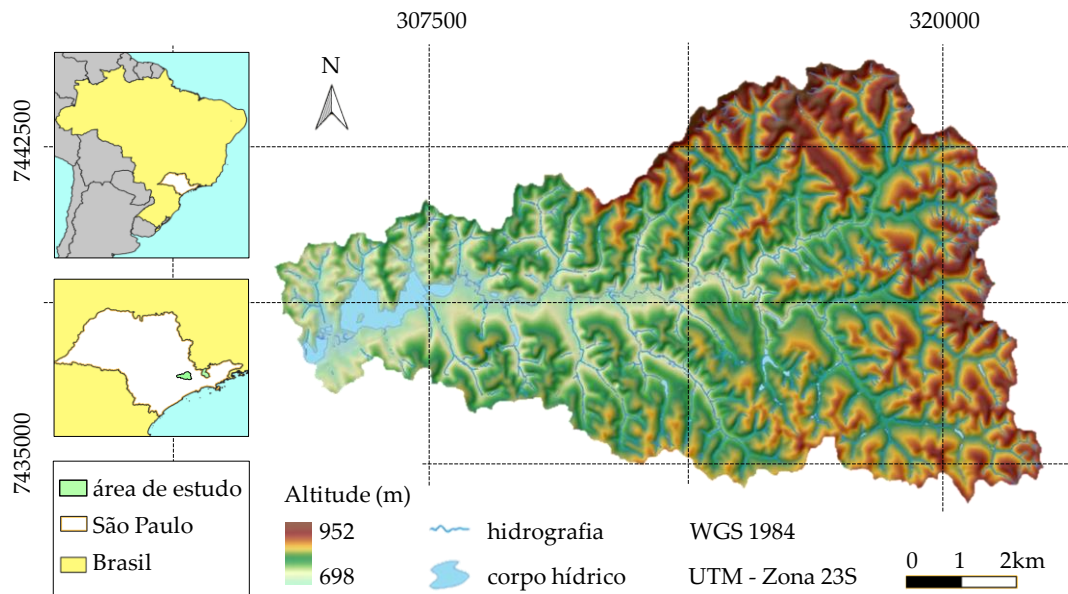 307500
320000
7442500
7435000
N
área de estudo
São Paulo
Brasil
Altitude (m)
952
698
hidrografia
corpo hídrico
WGS 1984
UTM - Zona 23S
0 1 2km